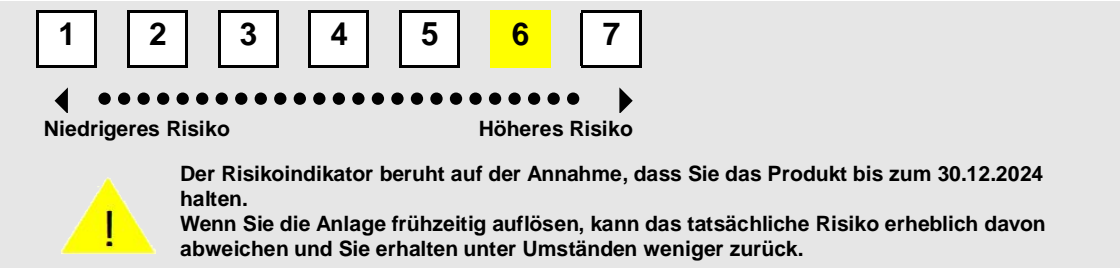 1 2 3 4 5 6 7
Niedrigeres Risiko Höheres Risiko
Der Risikoindikator beruht auf der Annahme, dass Sie das Produkt bis zum 30.12.2024
halten.
Wenn Sie die Anlage frühzeitig auflösen, kann das tatsächliche Risiko erheblich davon
abweichen und Sie erhalten unter Umständen weniger zurück.
!